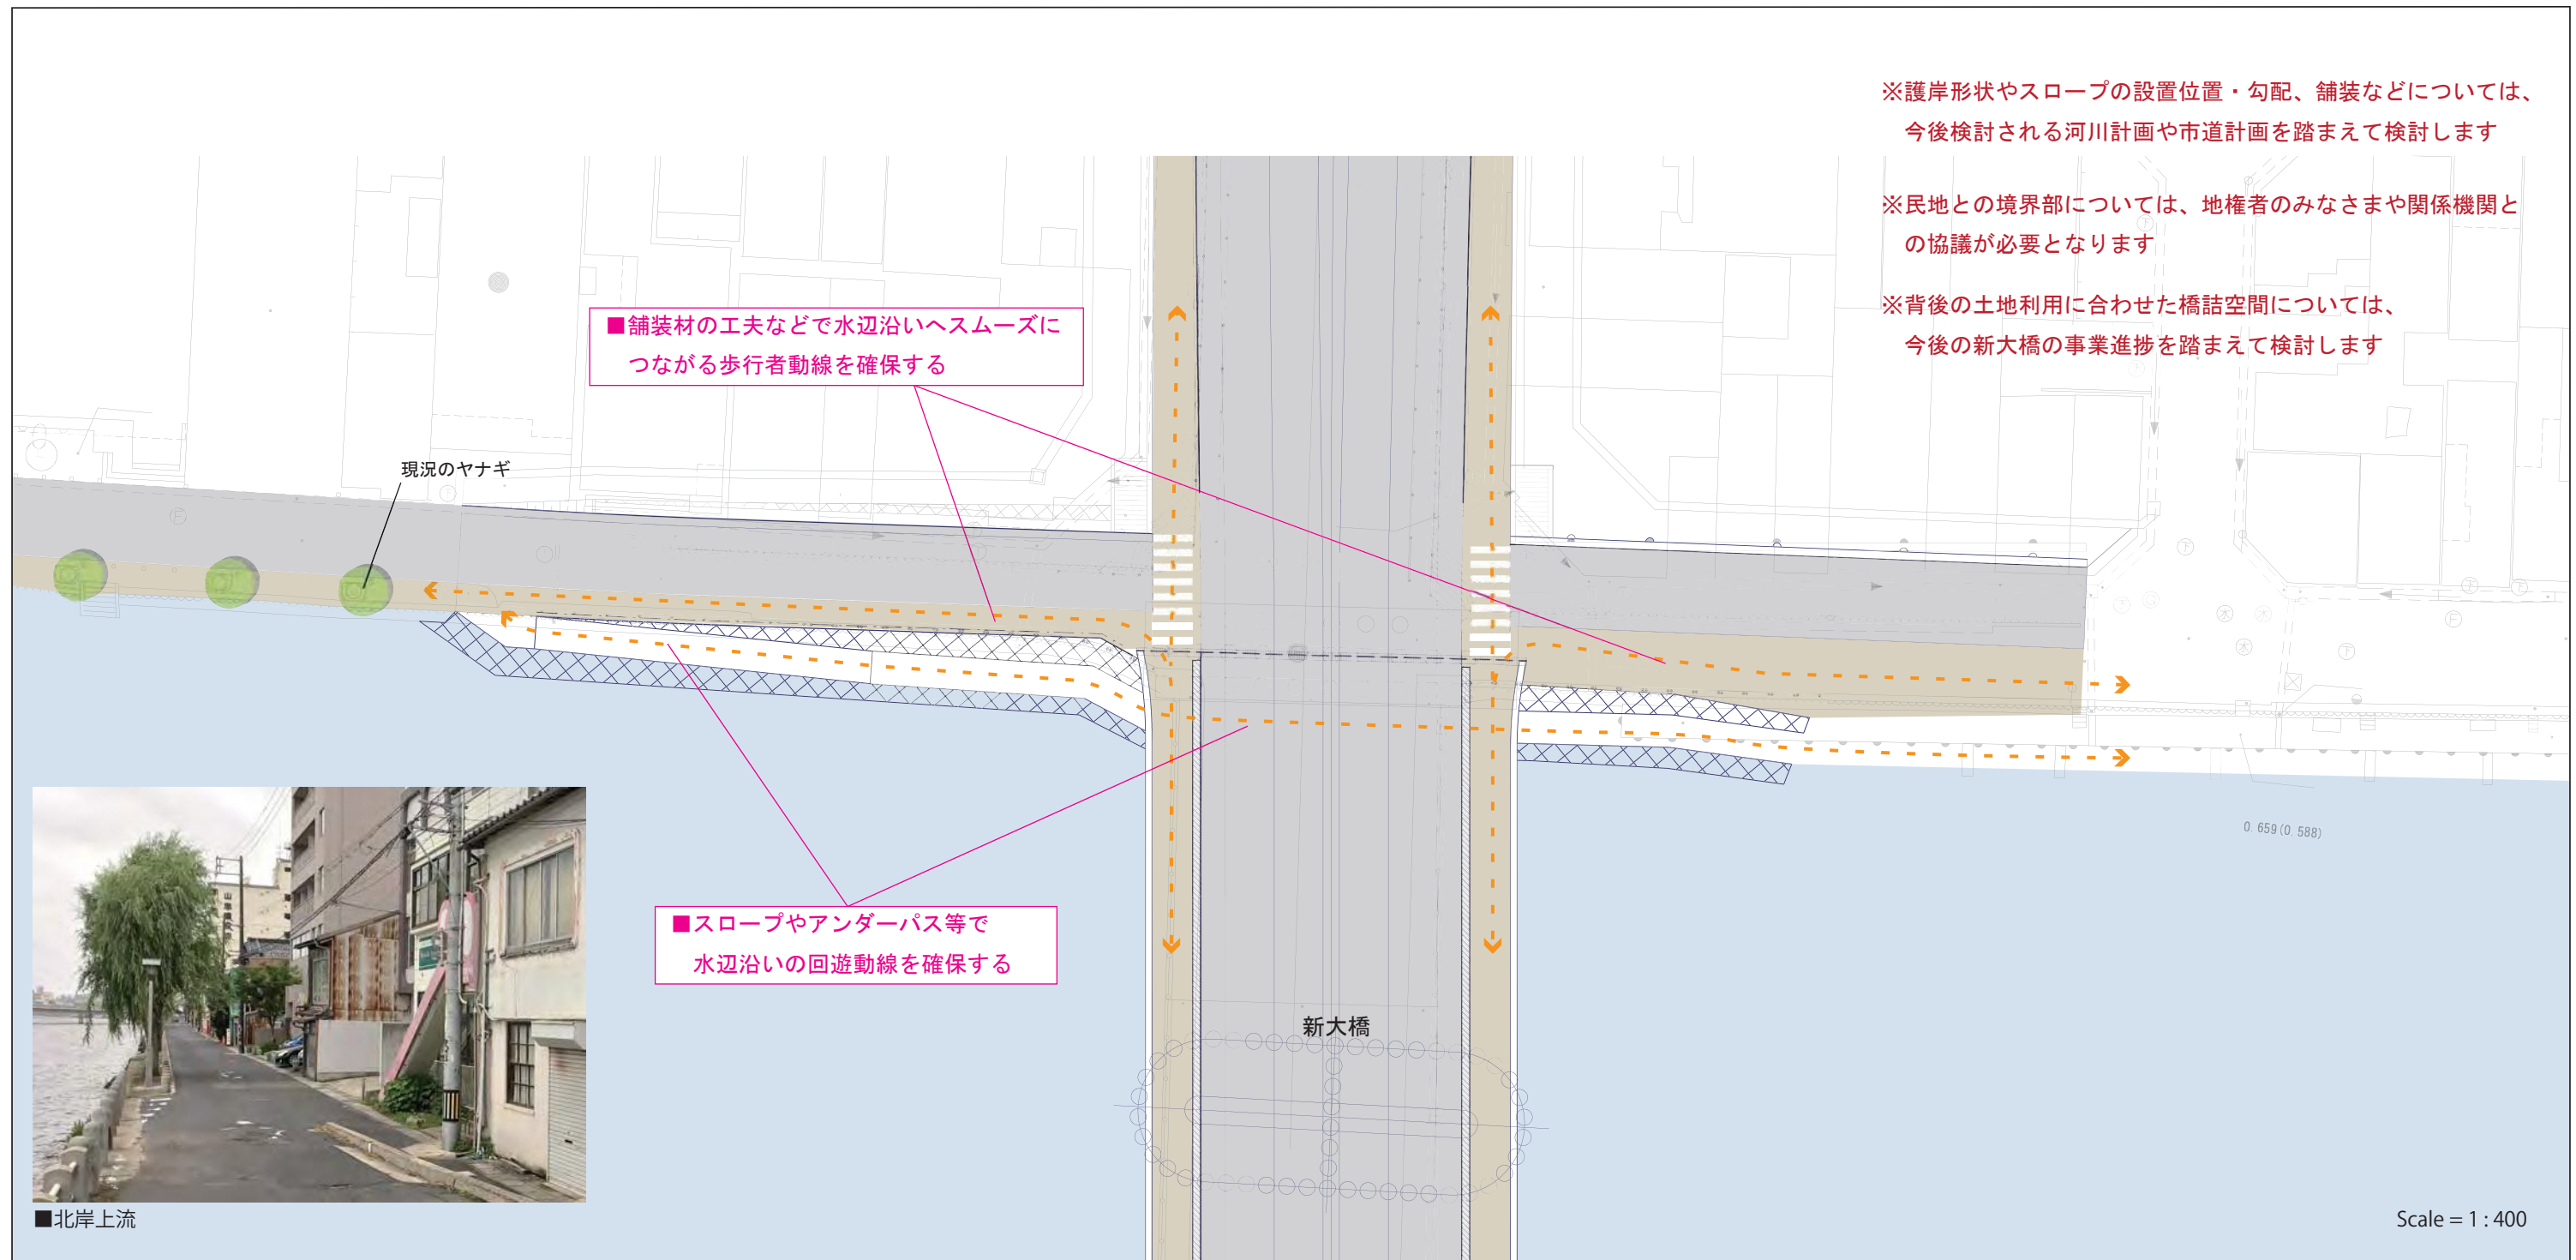 ※護岸形状やスロープの設置位置・勾配、舗装などについては、
今後検討される河川計画や市道計画を踏まえて検討します
※民地との境界部については、地権者のみなさまや関係機関と
の協議が必要となります
※背後の土地利用に合わせた橋詰空間については、
今後の新大橋の事業進捗を踏まえて検討します
■舗装材の工夫などで水辺沿いへスムーズに
つながる歩行者動線を確保する
現況のヤナギ
■スロープやアンダーパス等で
水辺沿いの回遊動線を確保する
新大橋
0.659(0.588)
■北岸上流
Scale = 1 : 400